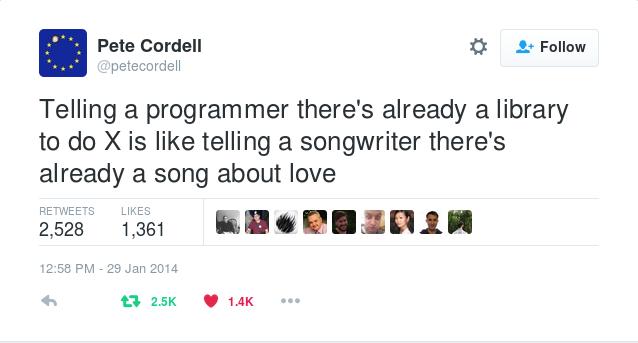 Pete Cordell
@petecordell
Follow
Telling a programmer there's already a library
to do X is like telling a songwriter there's
already a song about love
RETWEETS LIKES
2,528 1,361
12:58 PM - 29 Jan 2014
2.5K 1.4K